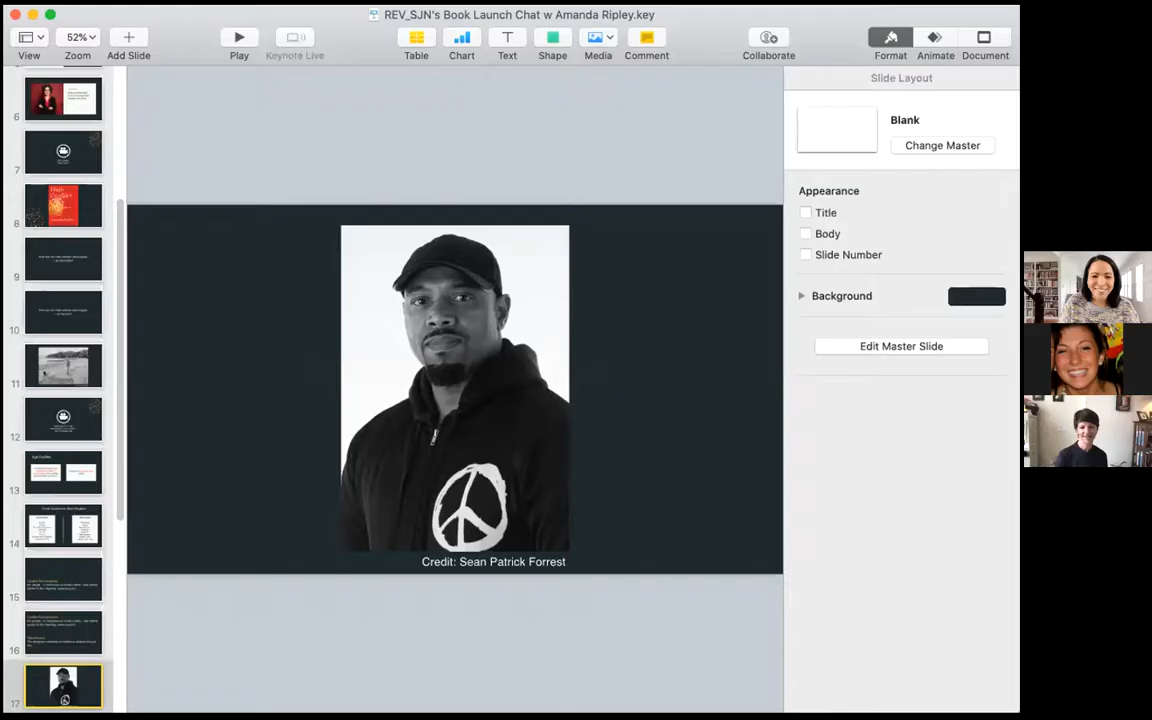 REV_SJN's Book Launch Chat w Amanda Ripley.key
52%
View
Zoom
Add Slide
Play
Keynote Live
Table
Chart
Text
Shape
Media
Comment
Collaborate
Format
Animate
Document
Slide Layout
Blank
Change Master
Appearance
Title
Body
Slide Number
Background
Edit Master Slide
Credit: Sean Patrick Forrest
6
7
8
High
Conflict
9
10
11
12
13
14
15
16
17